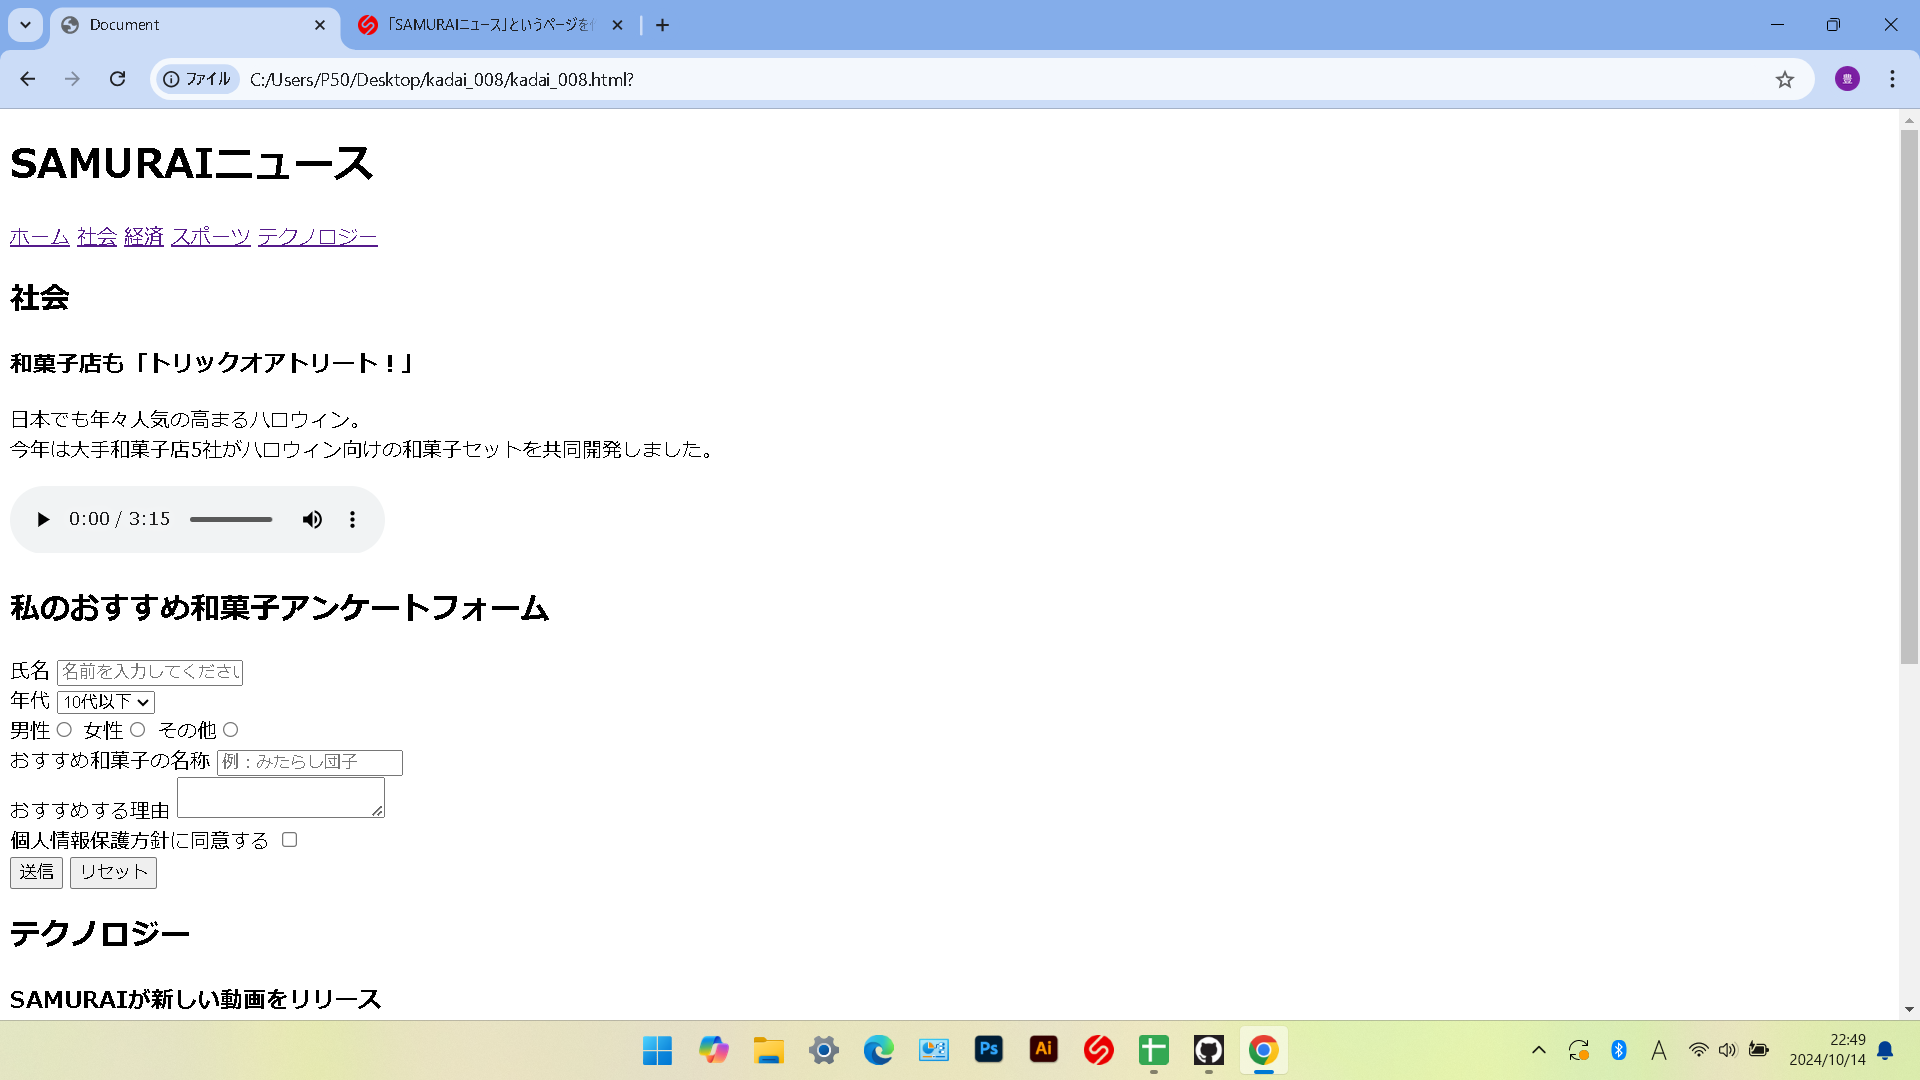 Document
「SAMURAIニュース」というページを作
ファイル
C:/Users/P50/Desktop/kadai_008/kadai_008.html?
豊
SAMURAIニュース
ホーム 社会 経済 スポーツ テクノロジー
社会
和菓子店も「トリックオアトリート！」
日本でも年々人気の高まるハロウィン。
今年は大手和菓子店5社がハロウィン向けの和菓子セットを共同開発しました。
0:00 / 3:15
私のおすすめ和菓子アンケートフォーム
氏名 名前を入力してください
年代 10代以下
男性 女性 その他
おすすめ和菓子の名称 例：みたらし団子
おすすめする理由
個人情報保護方針に同意する
送信 リセット
テクノロジー
SAMURAIが新しい動画をリリース
Ps
Ai
A
22:49
2024/10/14